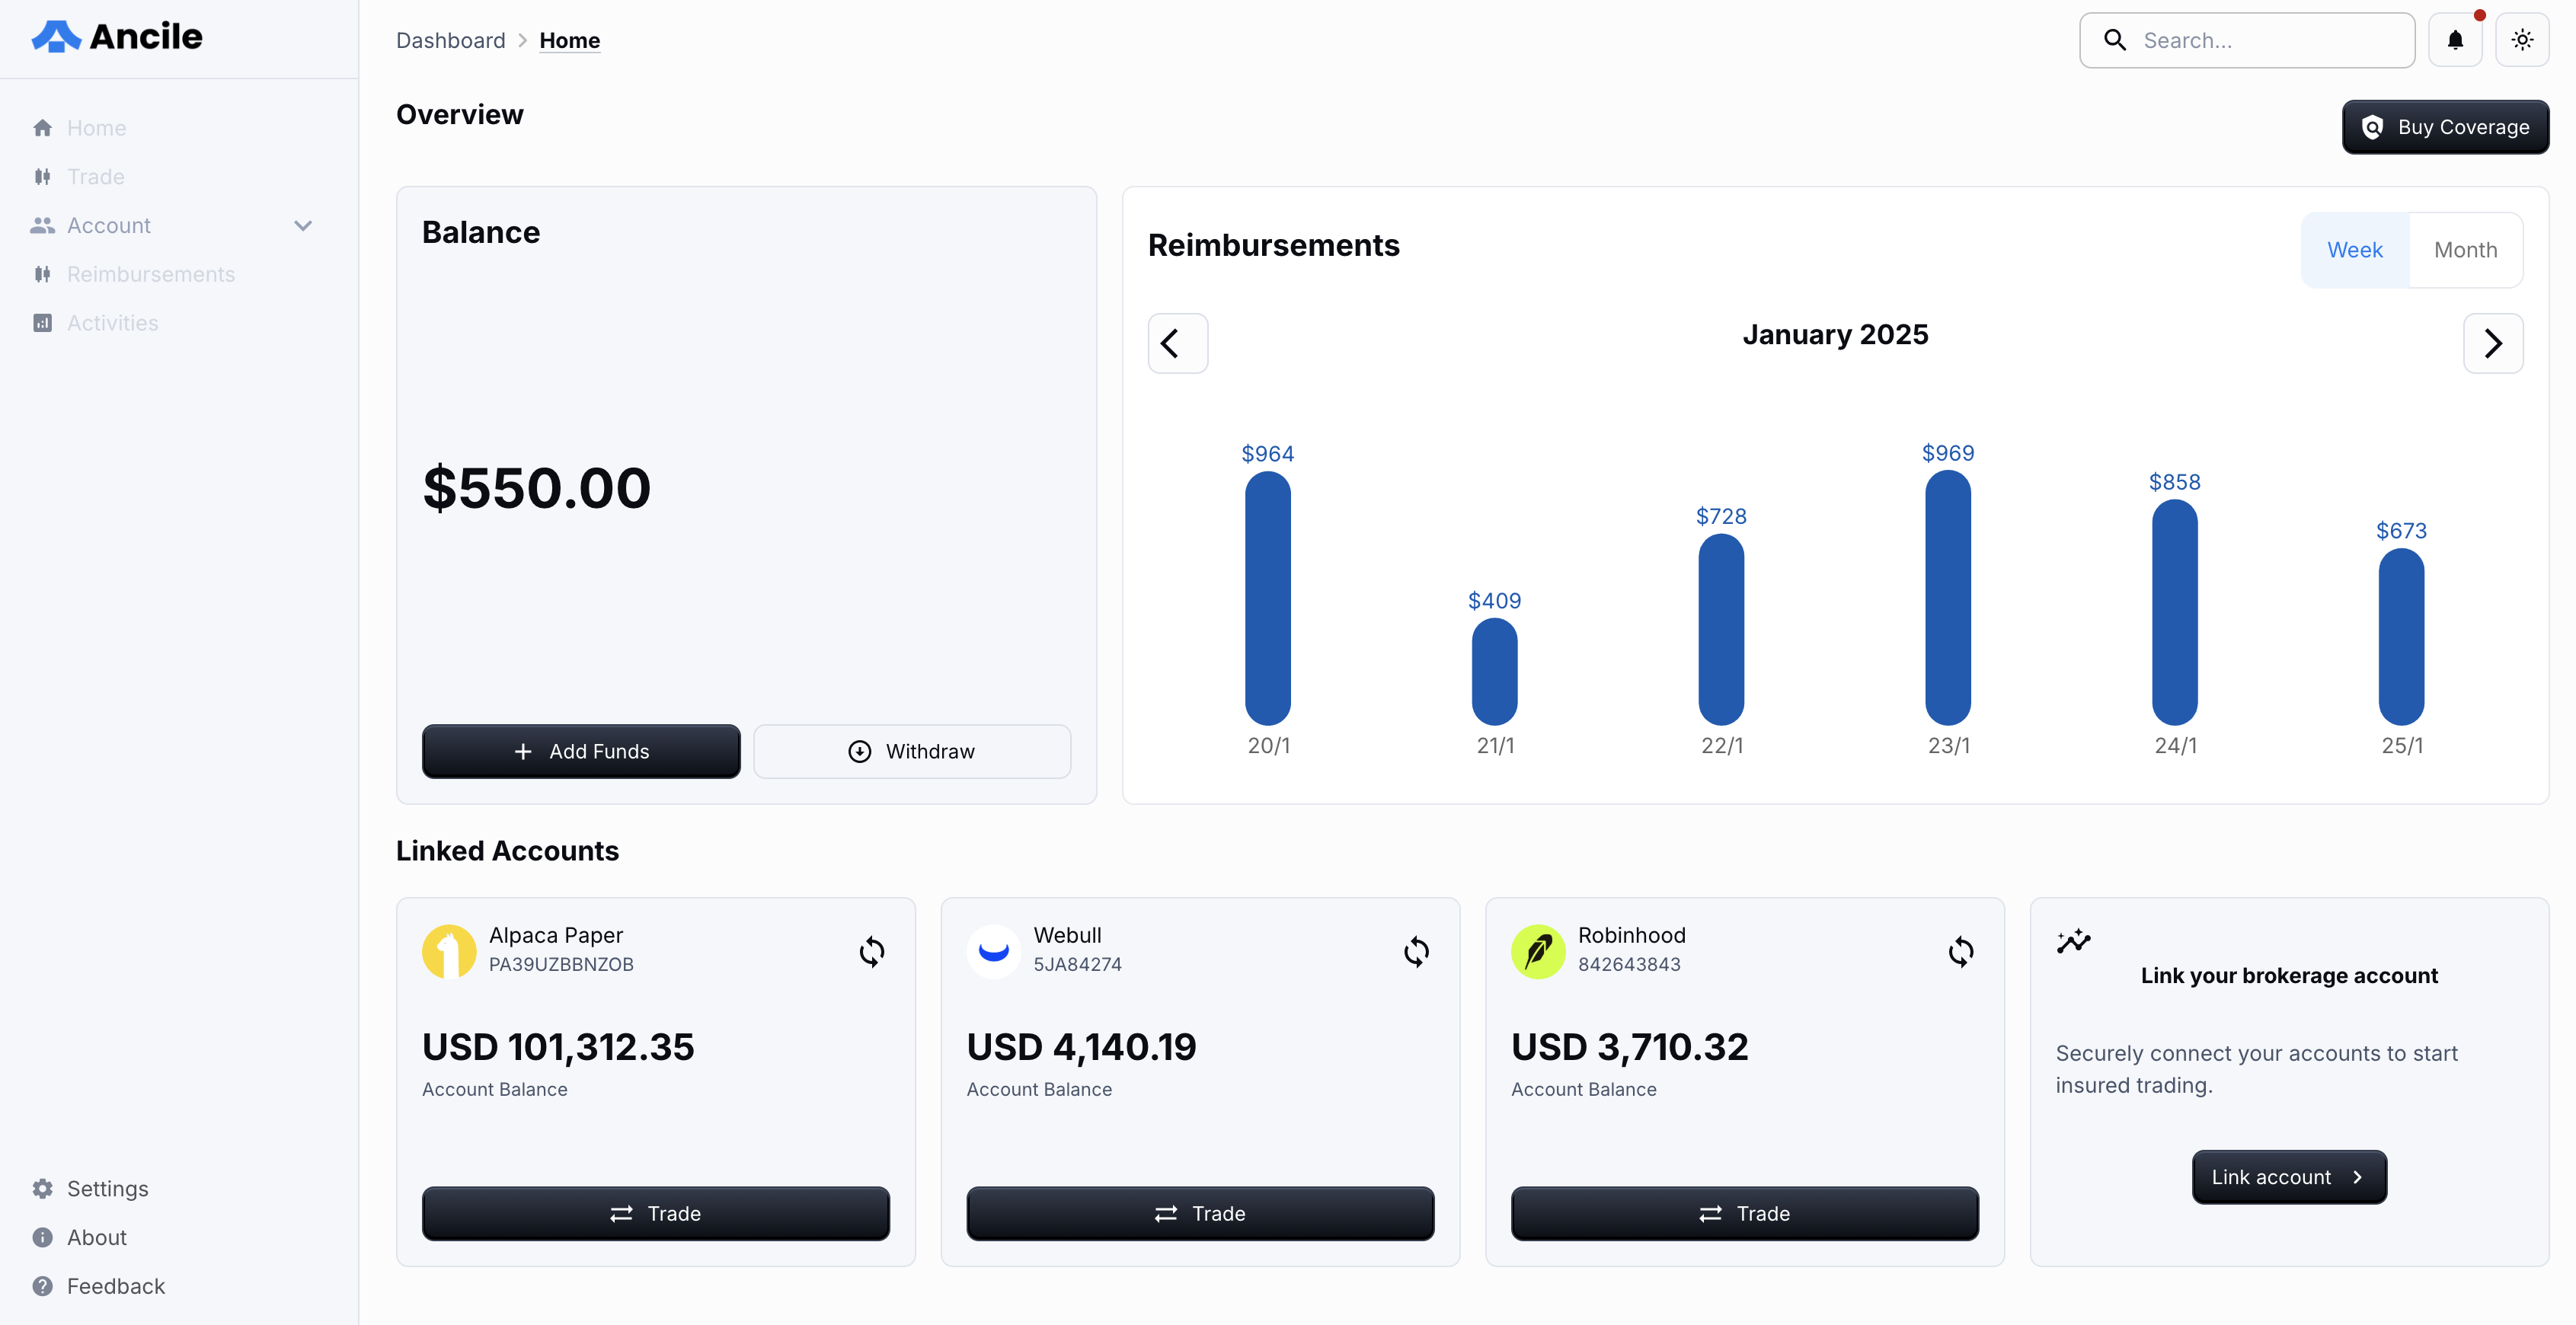 Ancile
Dashboard
Home
Search...
Home
Trade
Account
Reimbursements
Activities
Settings
About
Feedback
Overview
Buy Coverage
Balance
$550.00
Add Funds
Withdraw
Reimbursements
Week
Month
January 2025
$964
$409
$728
$969
$858
$673
20/1
21/1
22/1
23/1
24/1
25/1
Linked Accounts
Alpaca Paper
PA39UZBBNZOB
USD 101,312.35
Account Balance
Trade
Webull
5JA84274
USD 4,140.19
Account Balance
Trade
Robinhood
842643843
USD 3,710.32
Account Balance
Trade
Link your brokerage account
Securely connect your accounts to start
insured trading.
Link account